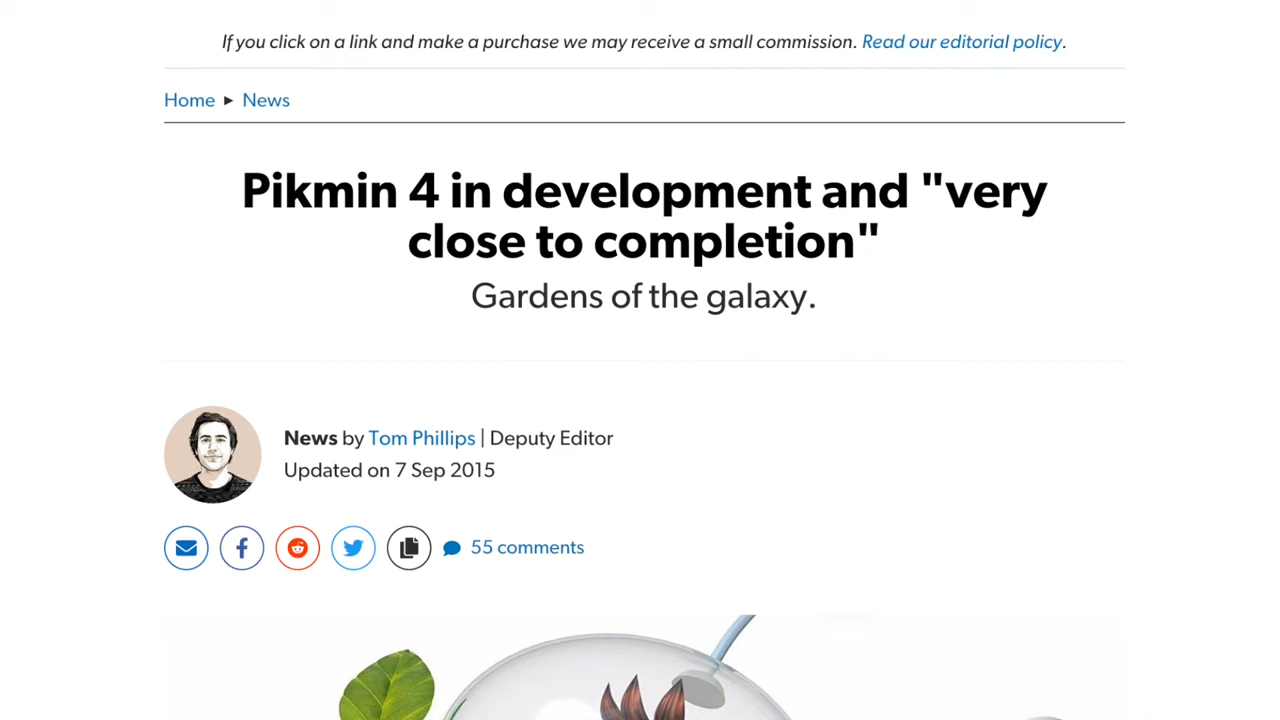 If you click on a link and make a purchase we may receive a small commission. Read our editorial policy.
Home ▸ News
Pikmin 4 in development and "very
close to completion"
Gardens of the galaxy.
News by Tom Phillips | Deputy Editor
Updated on 7 Sep 2015
55 comments